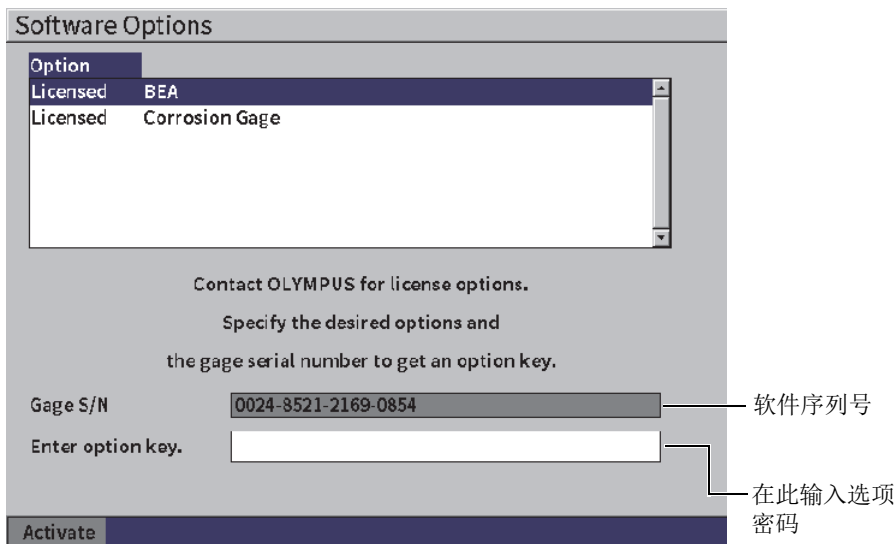 Software Options
Option
Licensed BEA
Licensed Corrosion Gage
Contact OLYMPUS for license options.
Specify the desired options and
the gage serial number to get an option key.
Gage S/N 0024-8521-2169-0854
软件序列号
Enter option key.
在此输入选项
密码
Activate